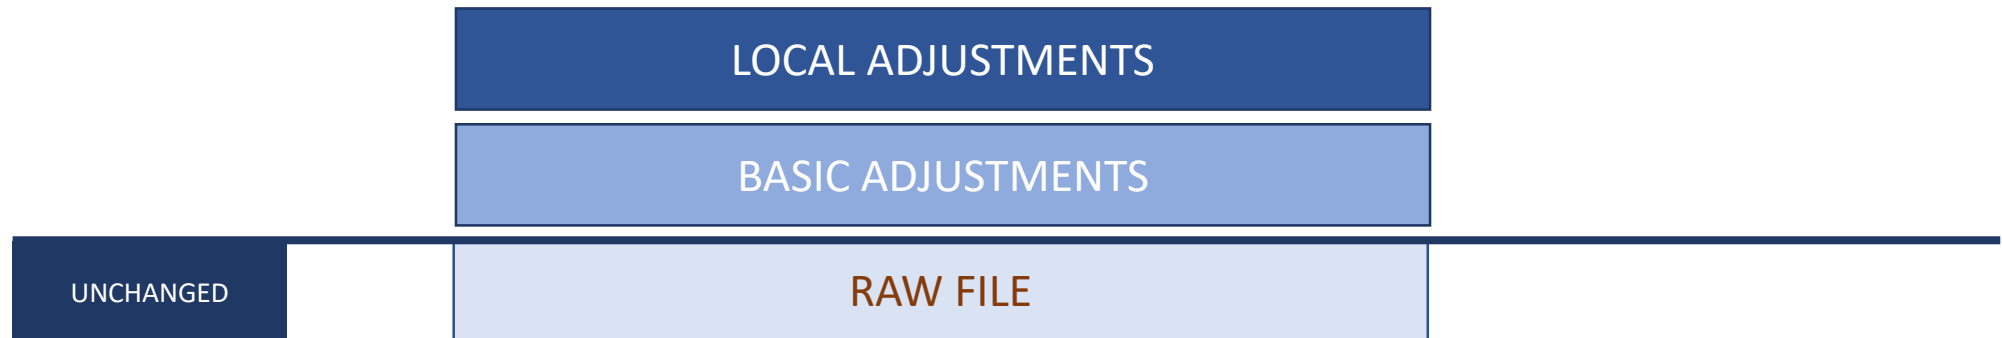 LOCAL ADJUSTMENTS
BASIC ADJUSTMENTS
UNCHANGED
RAW FILE